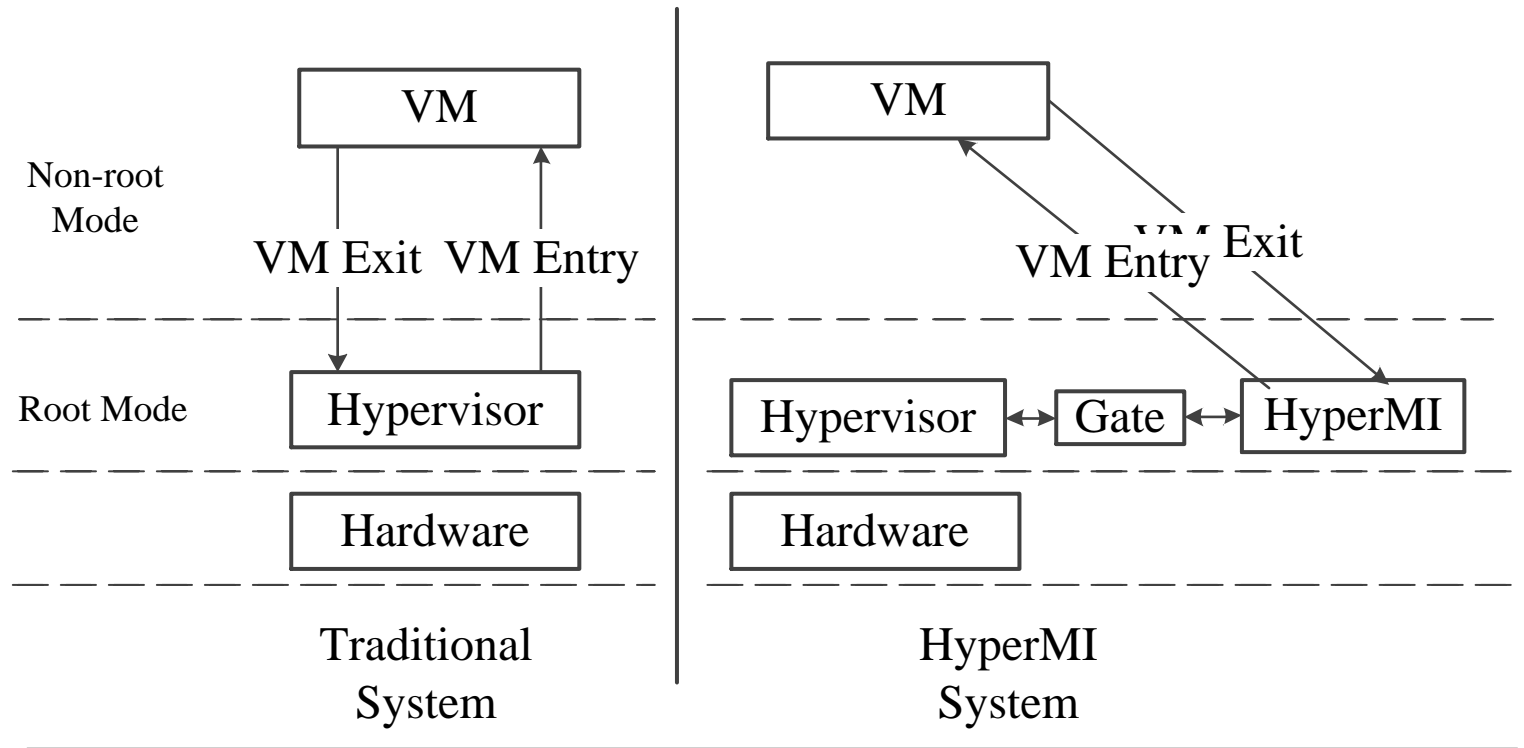 VM
Non-root
Mode
VM Exit
VM Entry
Root Mode
Hypervisor
Hardware
Traditional
System
VM
VM Exit
VM Entry
Hypervisor
Gate
HyperMI
Hardware
HyperMI
System